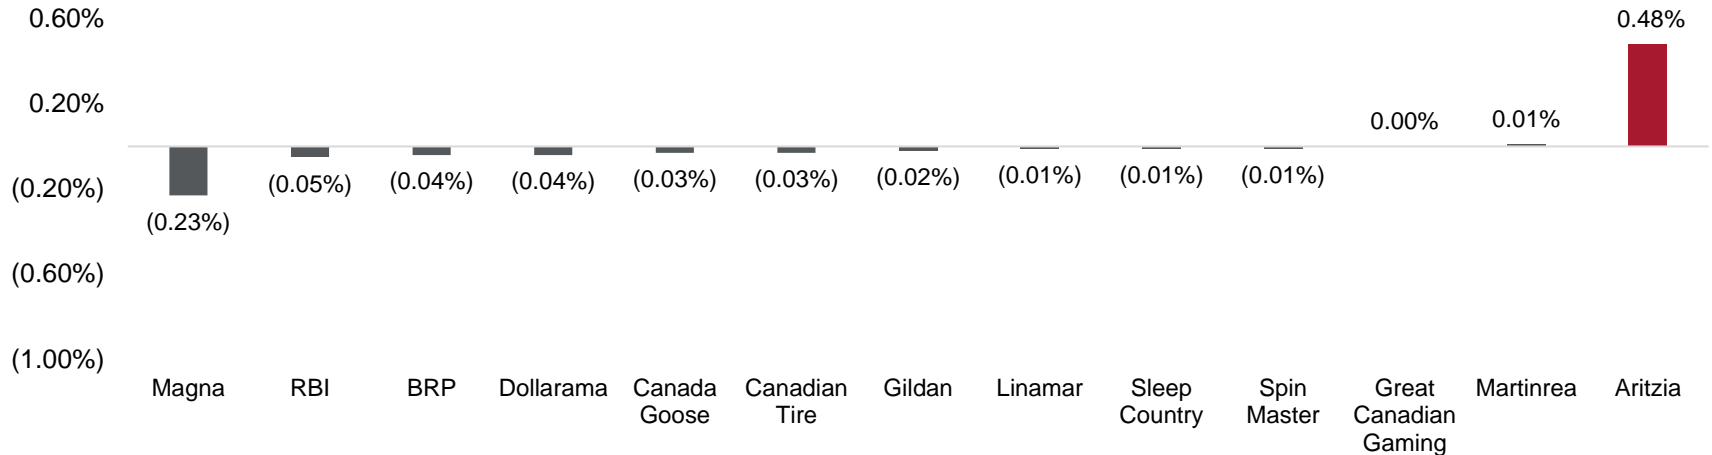 0.60%
0.48%
0.20%
0.00%
0.01%
(0.20%)
(0.23%)
(0.05%)
(0.04%)
(0.04%)
(0.03%)
(0.03%)
(0.02%)
(0.01%)
(0.01%)
(0.01%)
(0.60%)
(1.00%)
Magna
RBI
BRP
Dollarama
Canada
Goose
Canadian
Tire
Gildan
Linamar
Sleep
Country
Spin
Master
Great
Canadian
Gaming
Martinrea
Aritzia